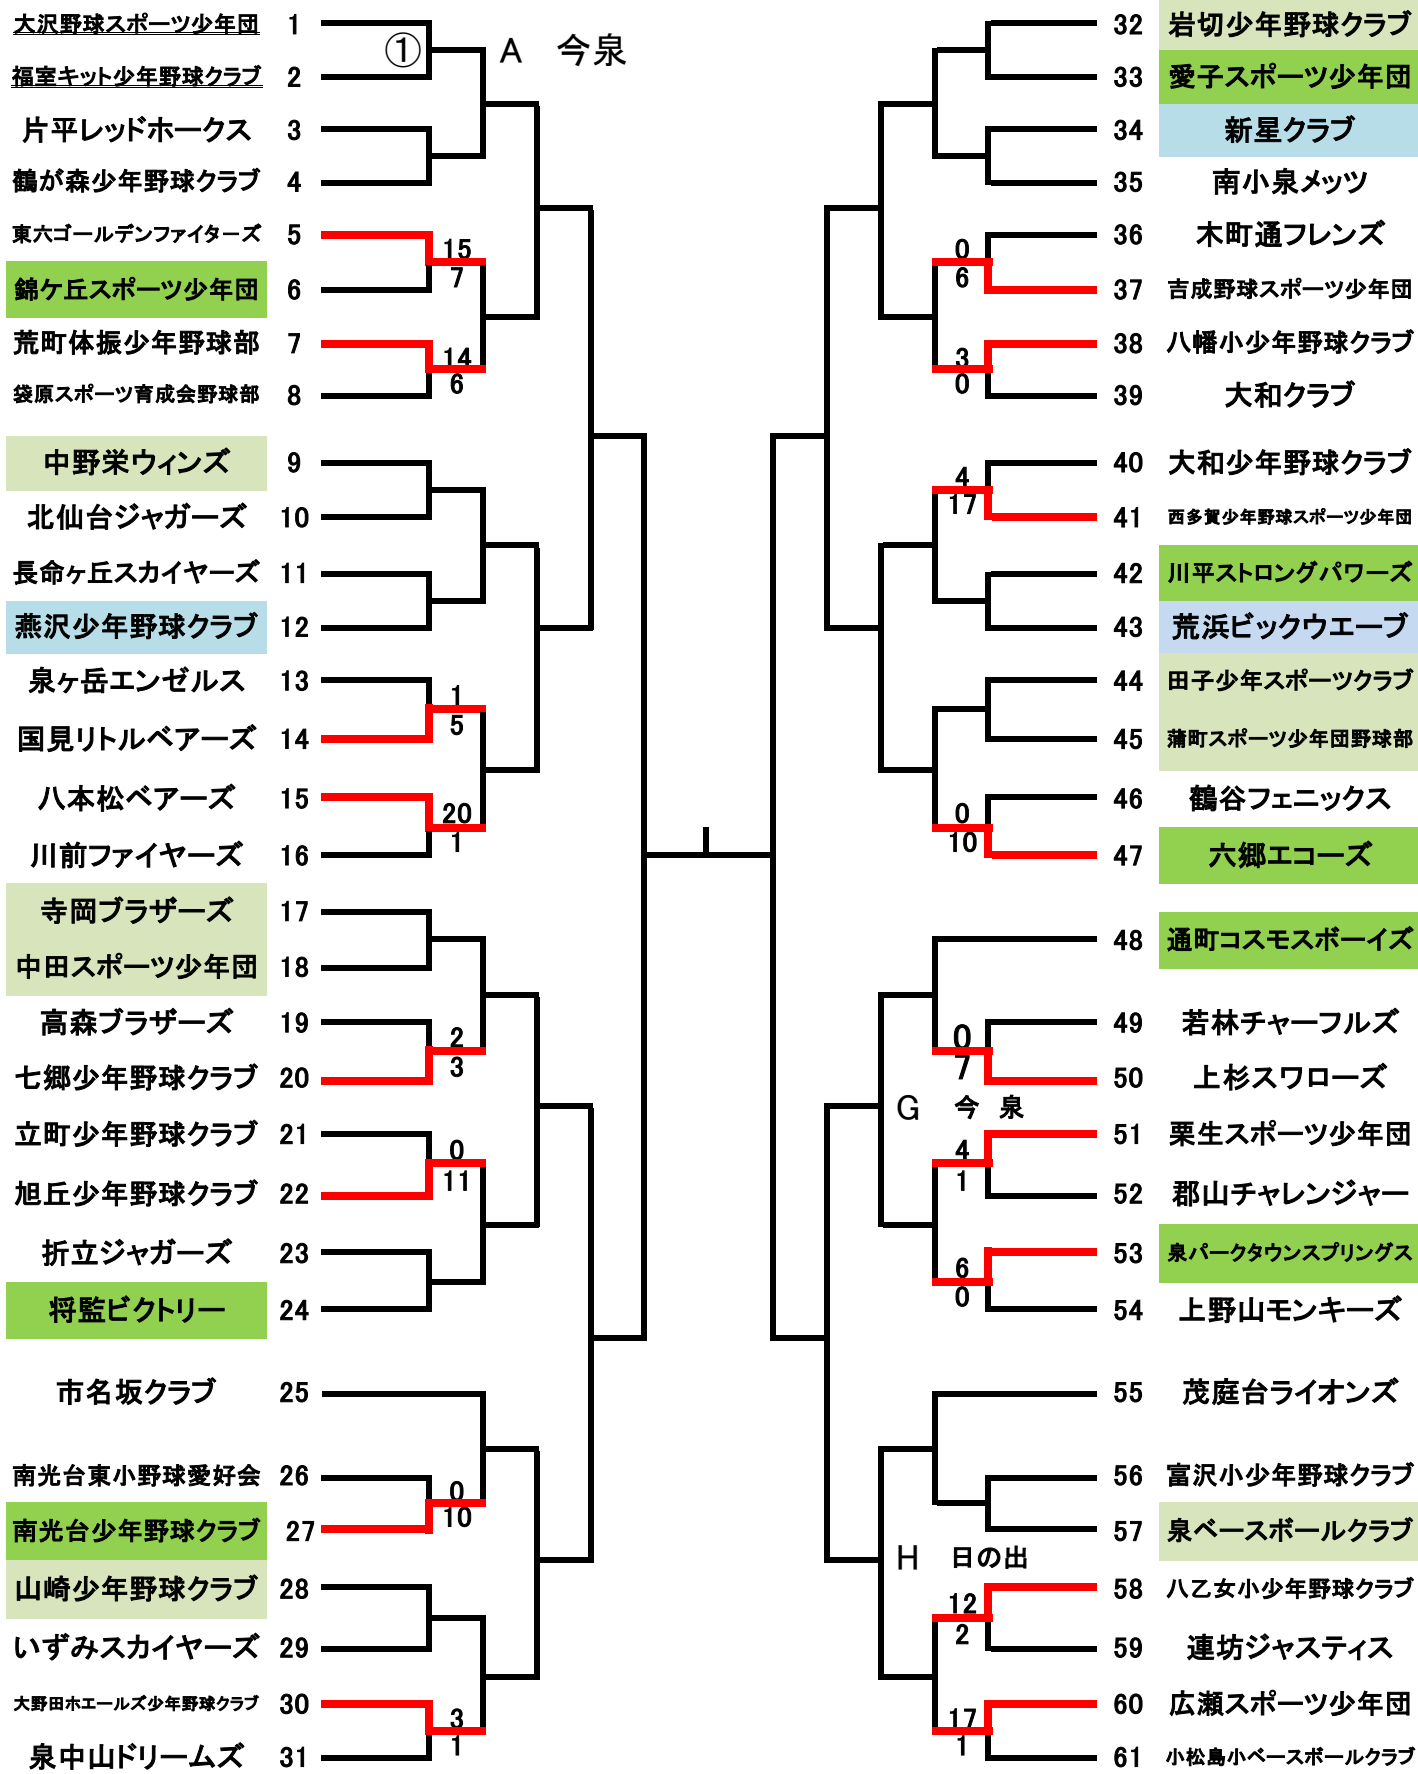 大沢野球スポーツ少年団 1
① A 今泉
福室キット少年野球クラブ 2
片平レッドホークス 3
鶴が森少年野球クラブ 4
東六ゴールデンファイターズ 5
15
7
錦ケ丘スポーツ少年団 6
荒町体振少年野球部 7
14
6
袋原スポーツ育成会野球部 8
中野栄ウィンズ 9
北仙台ジャガーズ 10
長命ヶ丘スカイヤーズ 11
燕沢少年野球クラブ 12
泉ヶ岳エンゼルス 13
1
5
国見リトルベアーズ 14
八本松ベアーズ 15
20
1
川前ファイヤーズ 16
寺岡ブラザーズ 17
中田スポーツ少年団 18
高森ブラザーズ 19
2
3
七郷少年野球クラブ 20
立町少年野球クラブ 21
0
11
旭丘少年野球クラブ 22
折立ジャガーズ 23
将監ビクトリー 24
市名坂クラブ 25
南光台東小野球愛好会 26
0
10
南光台少年野球クラブ 27
山崎少年野球クラブ 28
いずみスカイヤーズ 29
大野田ホエールズ少年野球クラブ 30
3
1
泉中山ドリームズ 31
32 岩切少年野球クラブ
33 愛子スポーツ少年団
34 新星クラブ
35 南小泉メッツ
36 木町通フレンズ
0
6
37 吉成野球スポーツ少年団
38 八幡小少年野球クラブ
3
0
39 大和クラブ
40 大和少年野球クラブ
4
17
41 西多賀少年野球スポーツ少年団
42 川平ストロングパワーズ
43 荒浜ビックウエーブ
44 田子少年スポーツクラブ
45 蒲町スポーツ少年団野球部
46 鶴谷フェニックス
0
10
47 六郷エコーズ
48 通町コスモスボーイズ
49 若林チャーフルズ
0
7
50 上杉スワローズ
G 今 泉
51 栗生スポーツ少年団
4
1
52 郡山チャレンジャー
53 泉パークタウンスプリングス
6
0
54 上野山モンキーズ
55 茂庭台ライオンズ
56 富沢小少年野球クラブ
57 泉ベースボールクラブ
H 日の出
58 八乙女小少年野球クラブ
12
2
59 連坊ジャスティス
60 広瀬スポーツ少年団
17
1
61 小松島小ベースボールクラブ